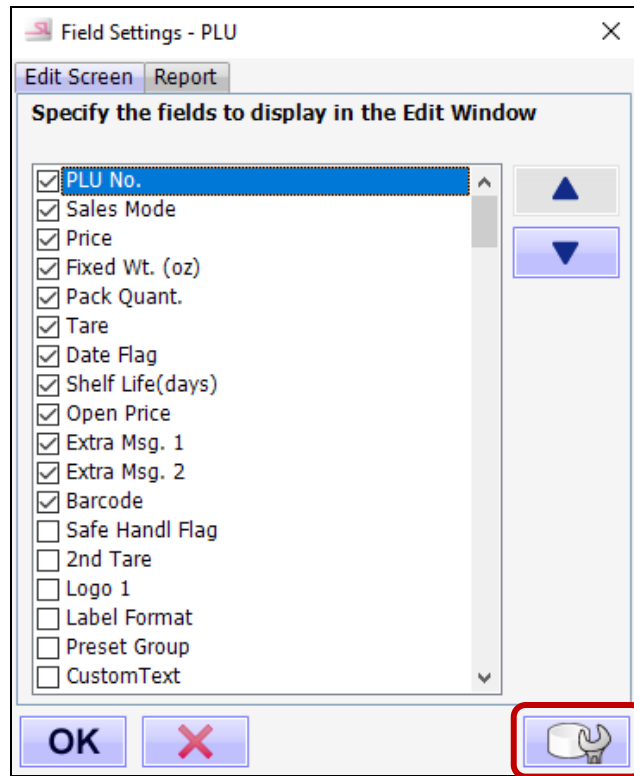 Field Settings - PLU
Edit Screen Report
Specify the fields to display in the Edit Window
PLU No.
Sales Mode
Price
Fixed Wt. (oz)
Pack Quant.
Tare
Date Flag
Shelf Life(days)
Open Price
Extra Msg. 1
Extra Msg. 2
Barcode
Safe Handl Flag
2nd Tare
Logo 1
Label Format
Preset Group
CustomText
OK